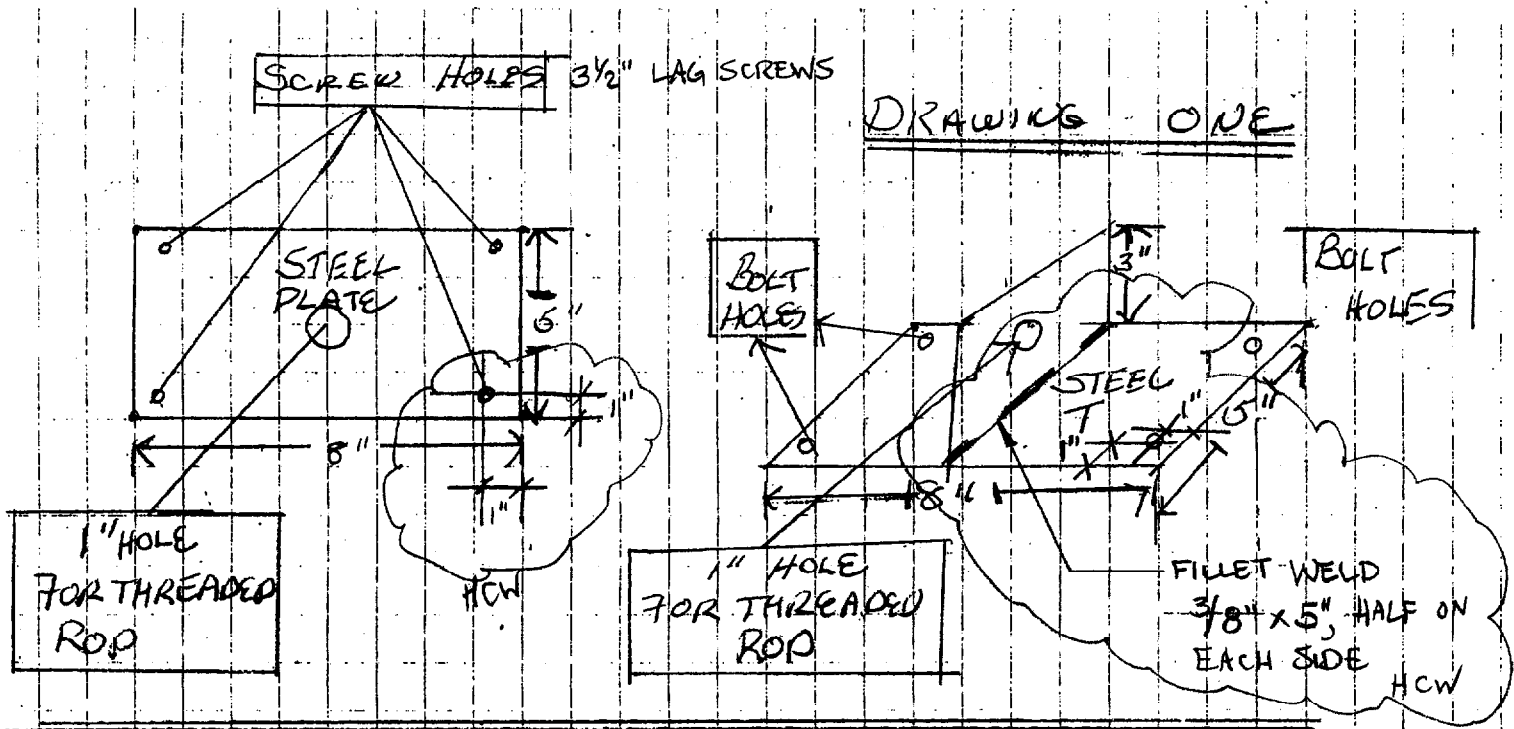 SCREW HOLES 3½" LAG SCREWS
DRAWING ONE
STEEL
PLATE
6"
1"
8"
1"
1" HOLE
FOR THREADED
ROD
HCW
BOLT
HOLES
3"
BOLT
HOLES
STEEL
T
1"
5"
1"
8"
1" HOLE
FOR THREADED
ROD
FILLET WELD
3/8" x 5", HALF ON
EACH SIDE
HCW